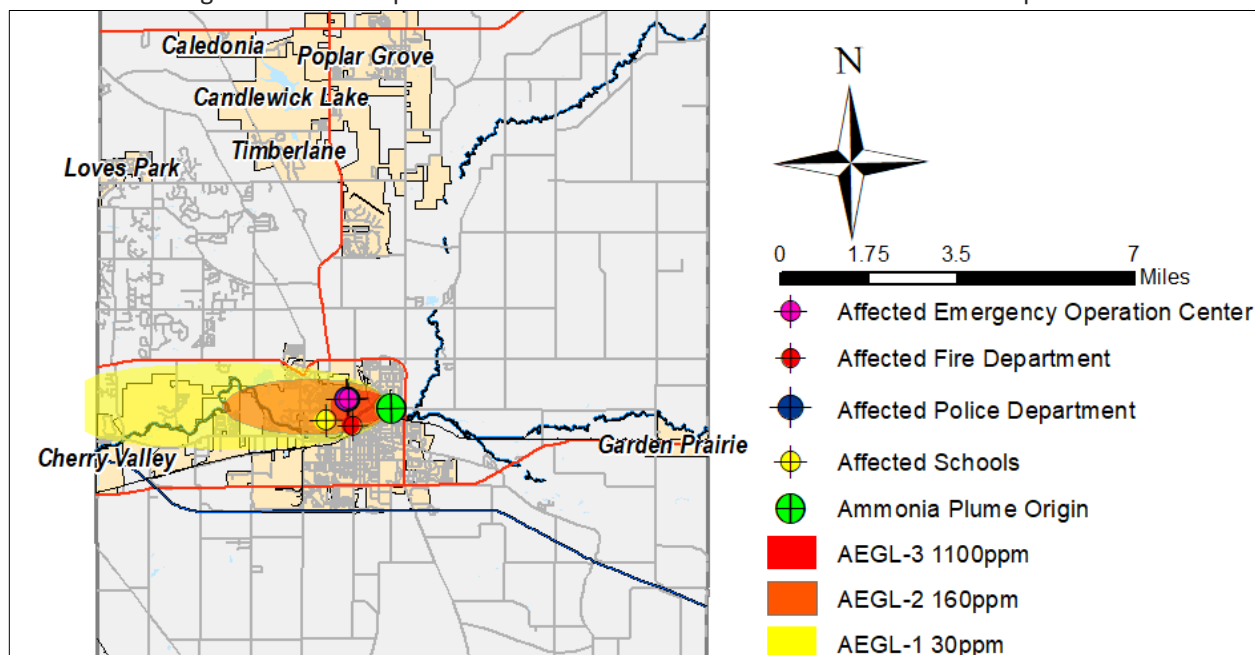 Caledonia
Poplar Grove
Candlewick Lake
Timberlane
Loves Park
Cherry Valley
Garden Prairie
N
0 1.75 3.5 7
Miles
Affected Emergency Operation Center
Affected Fire Department
Affected Police Department
Affected Schools
Ammonia Plume Origin
AEGL-3 1100ppm
AEGL-2 160ppm
AEGL-1 30ppm